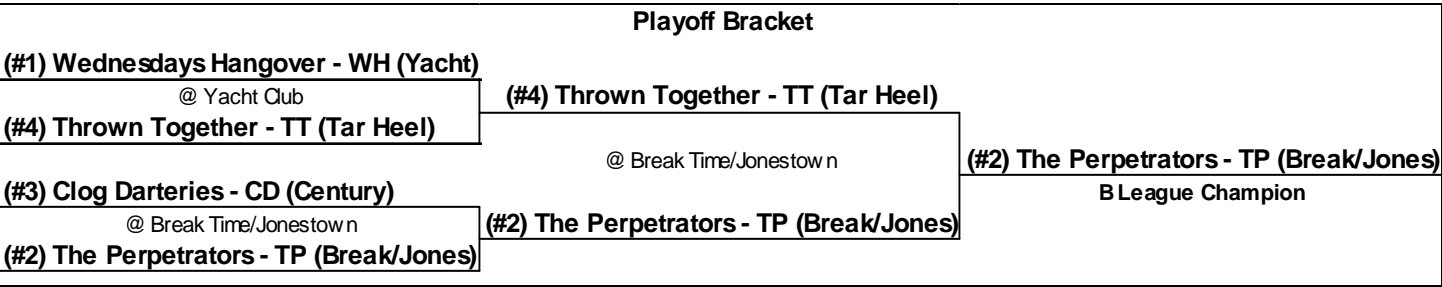 Playoff Bracket
(#1) Wednesdays Hangover - WH (Yacht)
@ Yacht Club
(#4) Thrown Together - TT (Tar Heel)
(#3) Clog Darteries - CD (Century)
@ Break Time/Jonestown
(#2) The Perpetrators - TP (Break/Jones)
(#4) Thrown Together - TT (Tar Heel)
@ Break Time/Jonestown
(#2) The Perpetrators - TP (Break/Jones)
(#2) The Perpetrators - TP (Break/Jones)
B League Champion